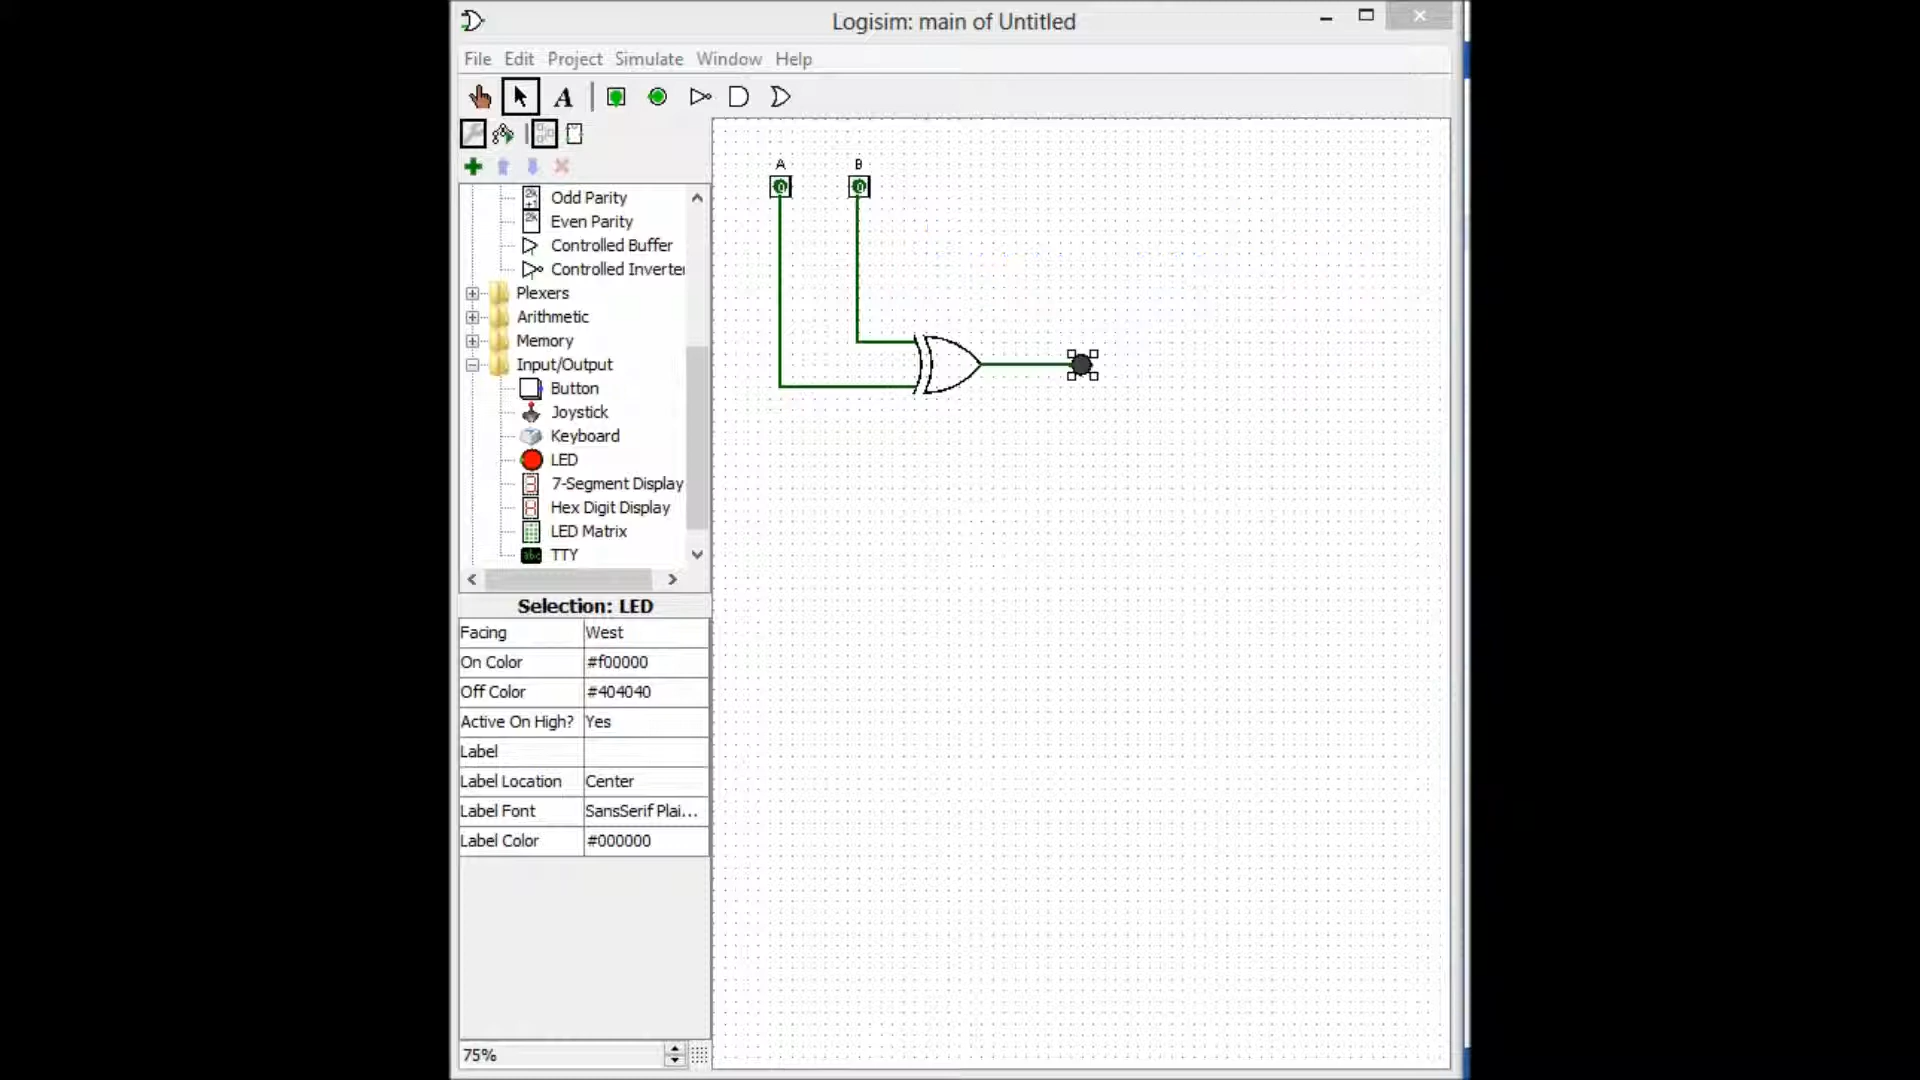 Logisim: main of Untitled
File Edit Project Simulate Window Help
A
A B
0 0
Odd Parity
Even Parity
Controlled Buffer
Controlled Inverter
Plexers
Arithmetic
Memory
Input/Output
Button
Joystick
Keyboard
LED
7-Segment Display
Hex Digit Display
LED Matrix
TTY
Selection: LED
Facing West
On Color #f00000
Off Color #404040
Active On High? Yes
Label
Label Location Center
Label Font SansSerif Plai...
Label Color #000000
75%